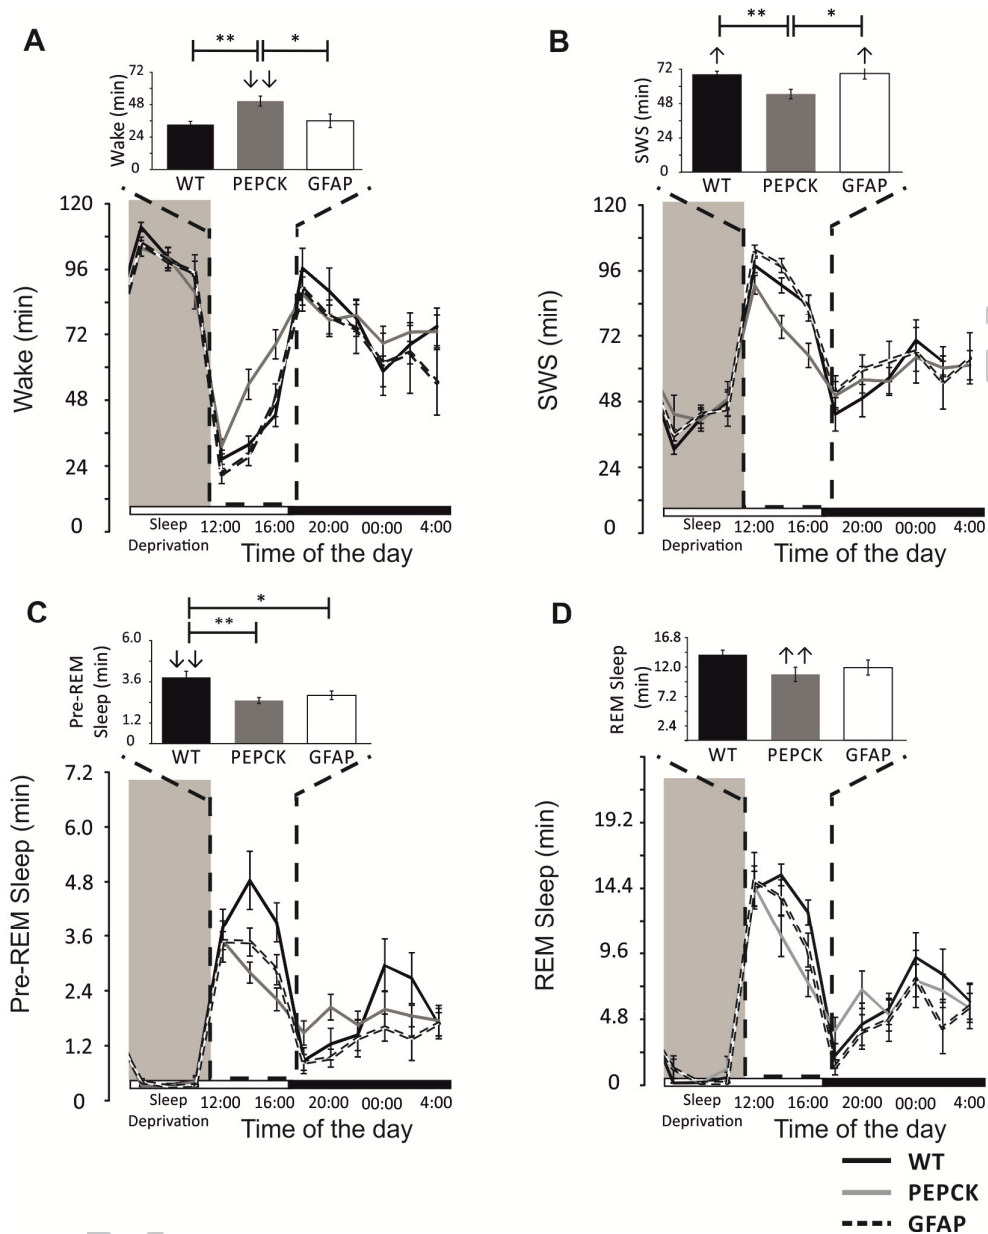 A
** *
↓↓
Wake (min)
72
48
24
0
WT PEPCK GFAP
Wake (min)
120
96
72
48
24
0
Sleep
Deprivation
12:00 16:00 20:00 00:00 4:00
Time of the day
B
** *
↑ ↑
SWS (min)
72
48
24
0
WT PEPCK GFAP
SWS (min)
120
96
72
48
24
0
Sleep
Deprivation
12:00 16:00 20:00 00:00 4:00
Time of the day
C
*
**
↓↓
Pre-REM
Sleep (min)
6.0
3.6
1.2
0
WT PEPCK GFAP
Pre-REM Sleep (min)
7.2
6.0
4.8
3.6
2.4
1.2
0
Sleep
Deprivation
12:00 16:00 20:00 00:00 4:00
Time of the day
D
↑↑
REM Sleep
(min)
16.8
12.0
7.2
2.4
WT PEPCK GFAP
REM Sleep (min)
19.2
14.4
9.6
4.8
0
Sleep
Deprivation
12:00 16:00 20:00 00:00 4:00
Time of the day
WT
PEPCK
GFAP